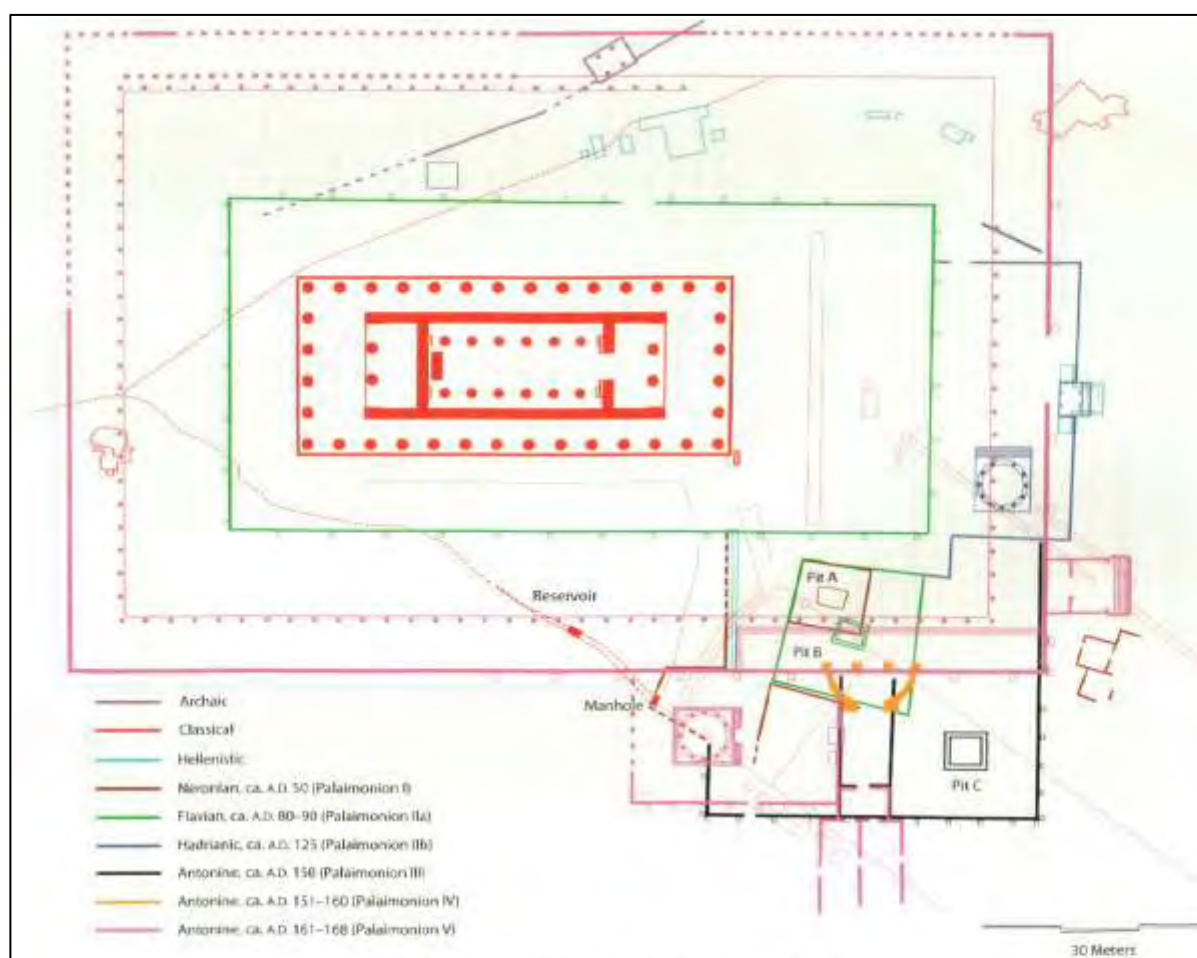 Pit A
Reservoir
Pit B
Manhole
Pit C
Archaic
Classical
Hellenistic
Neronian, ca. A.D. 50 (Palaimonion I)
Flavian, ca. A.D. 80–90 (Palaimonion IIa)
Hadrianic, ca. A.D. 125 (Palaimonion IIb)
Antonine, ca. A.D. 150 (Palaimonion III)
Antonine, ca. A.D. 151–160 (Palaimonion IV)
Antonine, ca. A.D. 161–168 (Palaimonion V)
30 Meters